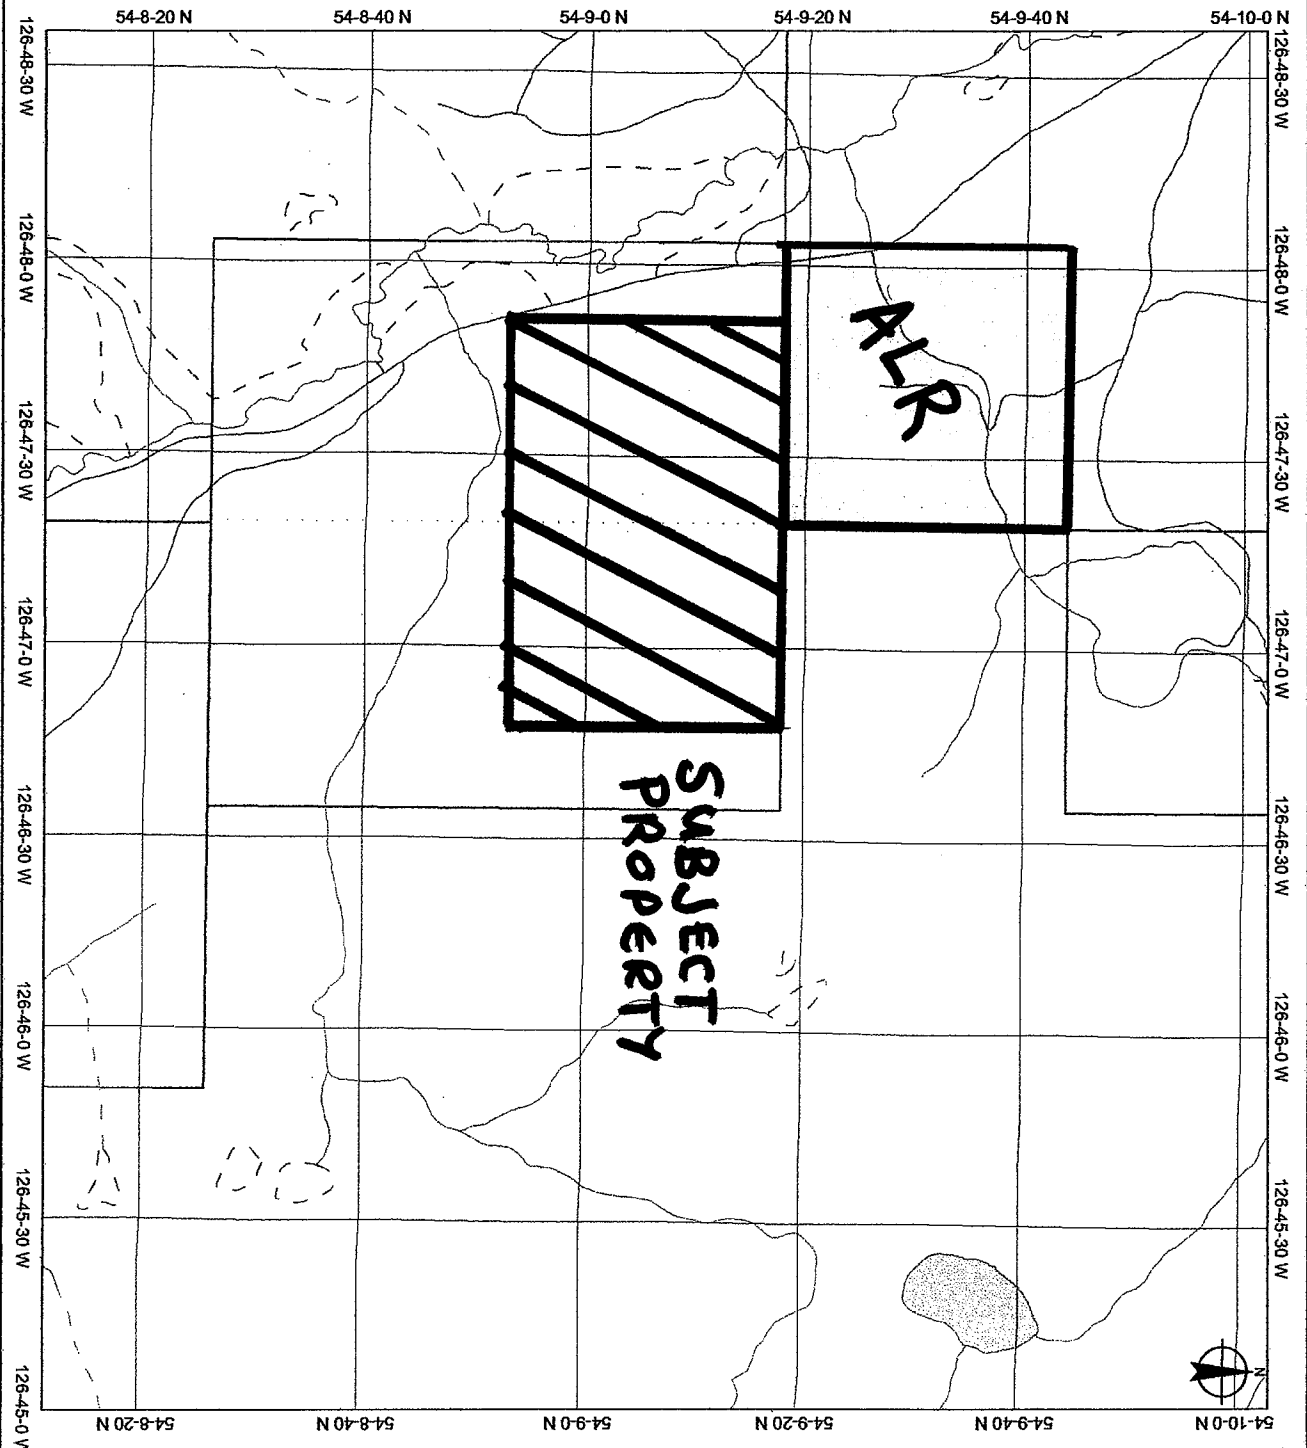 54-8-20 N
54-8-40 N
54-9-0 N
54-9-20 N
54-9-40 N
54-10-0 N
126-48-30 W
126-48-0 W
126-47-30 W
126-47-0 W
126-46-30 W
126-46-0 W
126-45-30 W
126-45-0 W
126-48-30 W
126-48-0 W
126-47-30 W
126-47-0 W
126-46-30 W
126-46-0 W
126-45-30 W
ALR
SUBJECT
PROPERTY
N
54-8-20 N
54-8-40 N
54-9-0 N
54-9-20 N
54-9-40 N
54-10-0 N